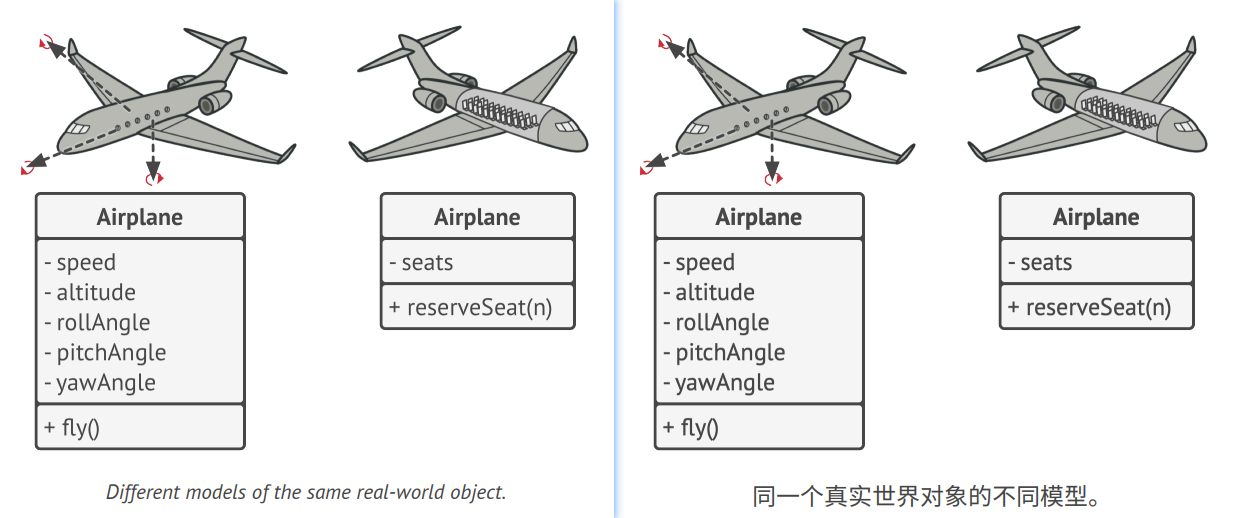 Airplane
- speed
- altitude
- rollAngle
- pitchAngle
- yawAngle
+ fly()
Airplane
- seats
+ reserveSeat(n)
Different models of the same real-world object.
Airplane
- speed
- altitude
- rollAngle
- pitchAngle
- yawAngle
+ fly()
Airplane
- seats
+ reserveSeat(n)
同一个真实世界对象的不同模型。